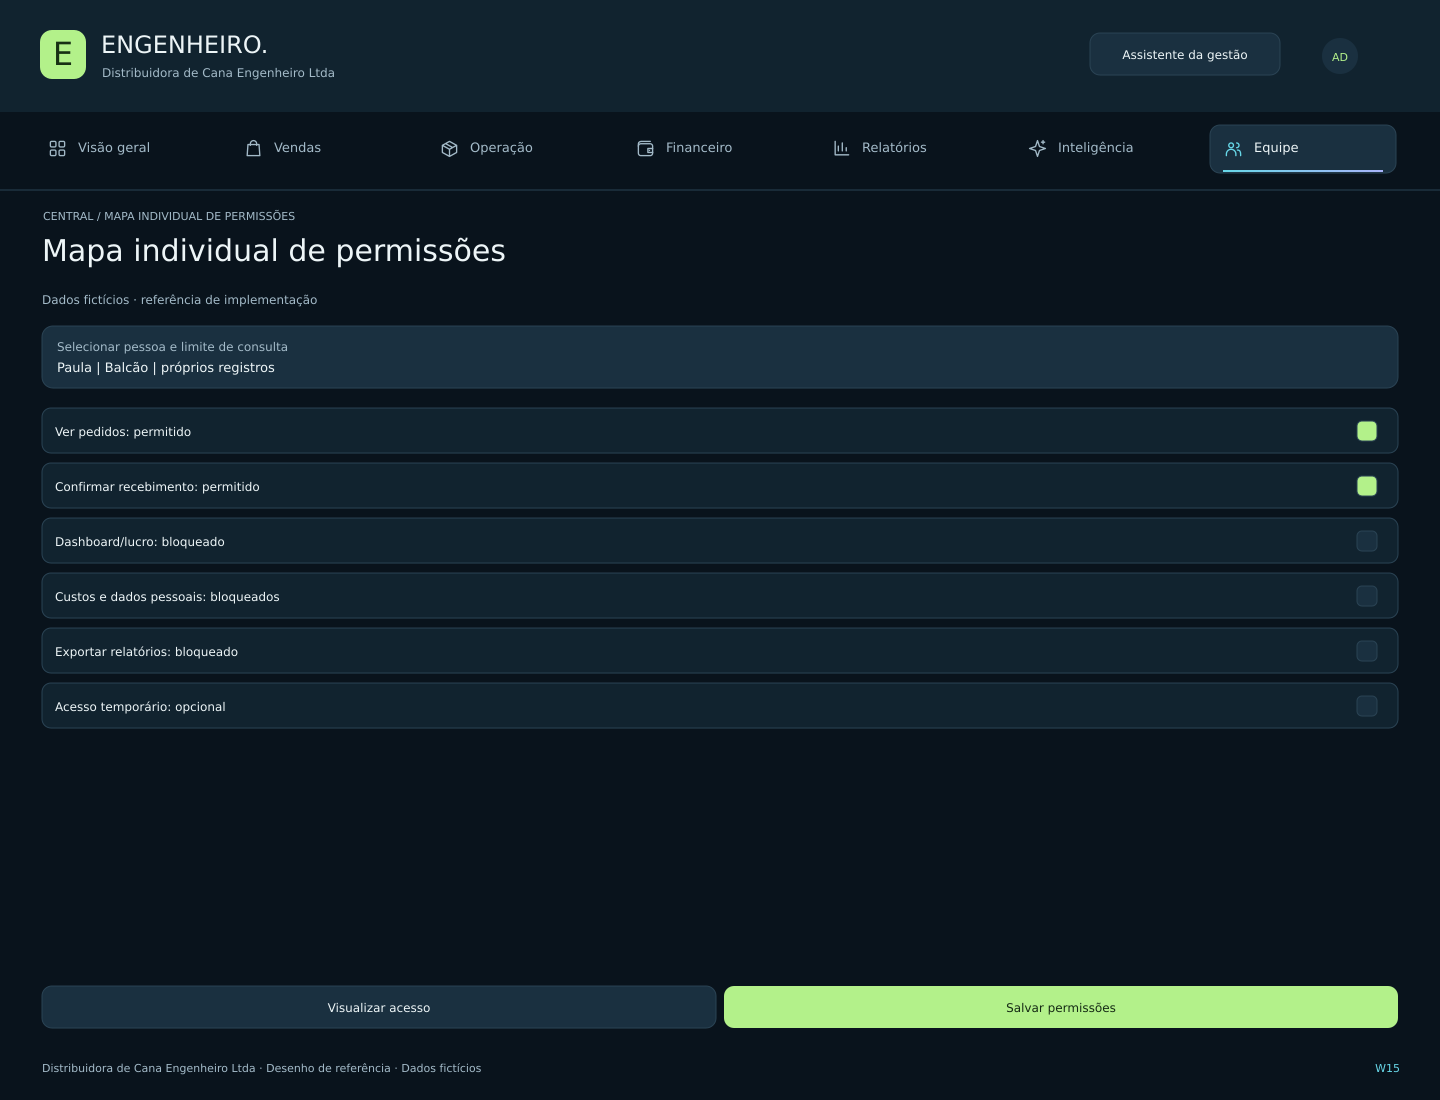 E
ENGENHEIRO.
Distribuidora de Cana Engenheiro Ltda
Assistente da gestão
AD
Visão geral
Vendas
Operação
Financeiro
Relatórios
Inteligência
Equipe
CENTRAL / MAPA INDIVIDUAL DE PERMISSÕES
Mapa individual de permissões
Dados fictícios · referência de implementação
Selecionar pessoa e limite de consulta
Paula | Balcão | próprios registros
Ver pedidos: permitido
Confirmar recebimento: permitido
Dashboard/lucro: bloqueado
Custos e dados pessoais: bloqueados
Exportar relatórios: bloqueado
Acesso temporário: opcional
Visualizar acesso
Salvar permissões
Distribuidora de Cana Engenheiro Ltda · Desenho de referência · Dados fictícios
W15